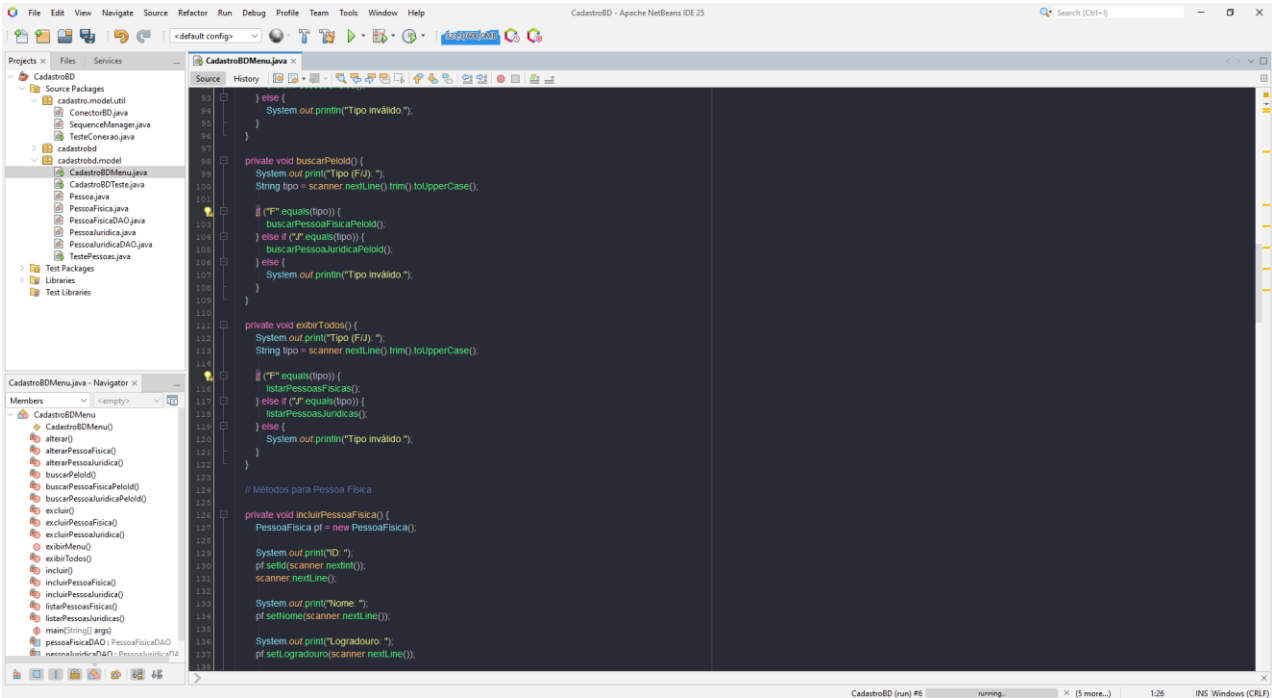 File Edit View Navigate Source Refactor Run Debug Profile Team Tools Window Help
CadastroBD - Apache NetBeans IDE 25
Search (Ctrl+I)
<default config>
Projects × Files Services
CadastroBD
Source Packages
cadastro.model.util
ConectorBD.java
SequenceManager.java
TesteConexao.java
cadastrobd
cadastrobd.model
CadastroBDMenu.java
CadastroBDTeste.java
Pessoa.java
PessoaFisica.java
PessoaFisicaDAO.java
PessoaJuridica.java
PessoaJuridicaDAO.java
TestePessoas.java
Test Packages
Libraries
Test Libraries
CadastroBDMenu.java - Navigator ×
Members <empty>
CadastroBDMenu
CadastroBDMenu()
alterar()
alterarPessoaFisica()
alterarPessoaJuridica()
buscarPeloId()
buscarPessoaFisicaPeloId()
buscarPessoaJuridicaPeloId()
excluir()
excluirPessoaFisica()
excluirPessoaJuridica()
exibirMenu()
exibirTodos()
incluir()
incluirPessoaFisica()
incluirPessoaJuridica()
listarPessoasFisicas()
listarPessoasJuridicas()
main(String[] args)
pessoaFisicaDAO : PessoaFisicaDAO
CadastroBDMenu.java ×
Source History
93 } else {
94 System.out.println("Tipo inválido.");
95 }
96 }
97
98 private void buscarPeloId() {
99 System.out.print("Tipo (F/J): ");
100 String tipo = scanner.nextLine().trim().toUpperCase();
101
if ("F".equals(tipo)) {
103 buscarPessoaFisicaPeloId();
104 } else if ("J".equals(tipo)) {
105 buscarPessoaJuridicaPeloId();
106 } else {
107 System.out.println("Tipo inválido.");
108 }
109 }
110
111 private void exibirTodos() {
112 System.out.print("Tipo (F/J): ");
113 String tipo = scanner.nextLine().trim().toUpperCase();
114
if ("F".equals(tipo)) {
116 listarPessoasFisicas();
117 } else if ("J".equals(tipo)) {
118 listarPessoasJuridicas();
119 } else {
120 System.out.println("Tipo inválido.");
121 }
122 }
123
124 // Métodos para Pessoa Física
125
126 private void incluirPessoaFisica() {
127 PessoaFisica pf = new PessoaFisica();
128
129 System.out.print("ID: ");
130 pf.setId(scanner.nextInt());
131 scanner.nextLine();
132
133 System.out.print("Nome: ");
134 pf.setNome(scanner.nextLine());
135
136 System.out.print("Logradouro: ");
137 pf.setLogradouro(scanner.nextLine());
138
CadastroBD (run) #6 running... × (5 more...) 1:26 INS Windows (CRLF)